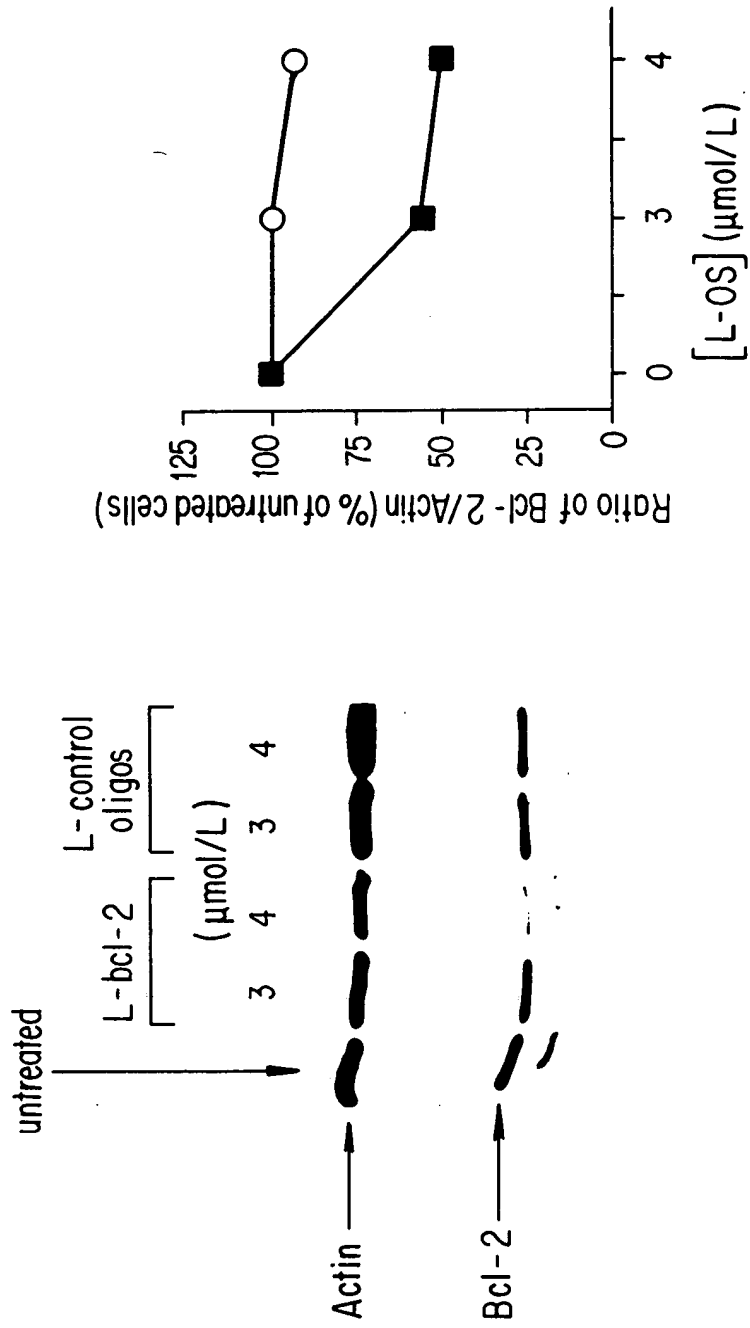 untreated
L-bcl-2
L-control
oligos
3
4
3
4
(μmol/L)
Actin
Bcl-2
Ratio of Bcl-2/Actin (% of untreated cells)
125
100
75
50
25
0
0
3
4
[L-OS] (μmol/L)